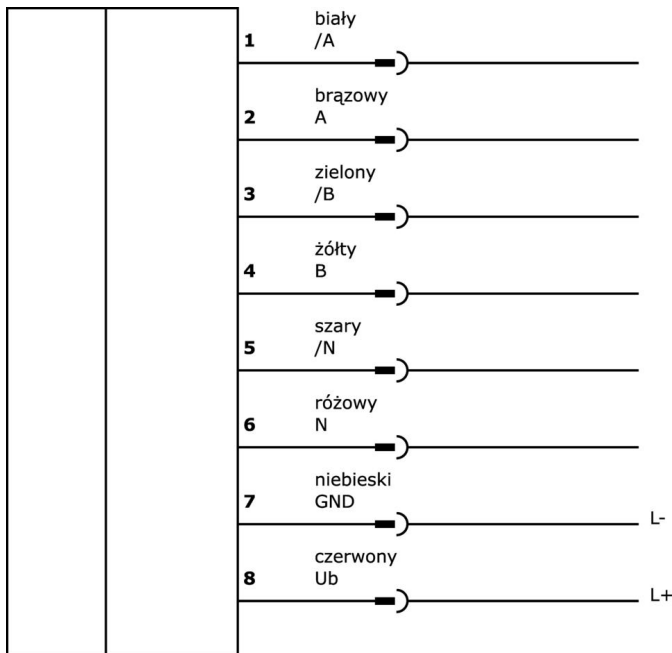 biały
1 /A
brązowy
2 A
zielony
3 /B
żółty
4 B
szary
5 /N
różowy
6 N
niebieski
7 GND
L-
czerwony
8 Ub
L+